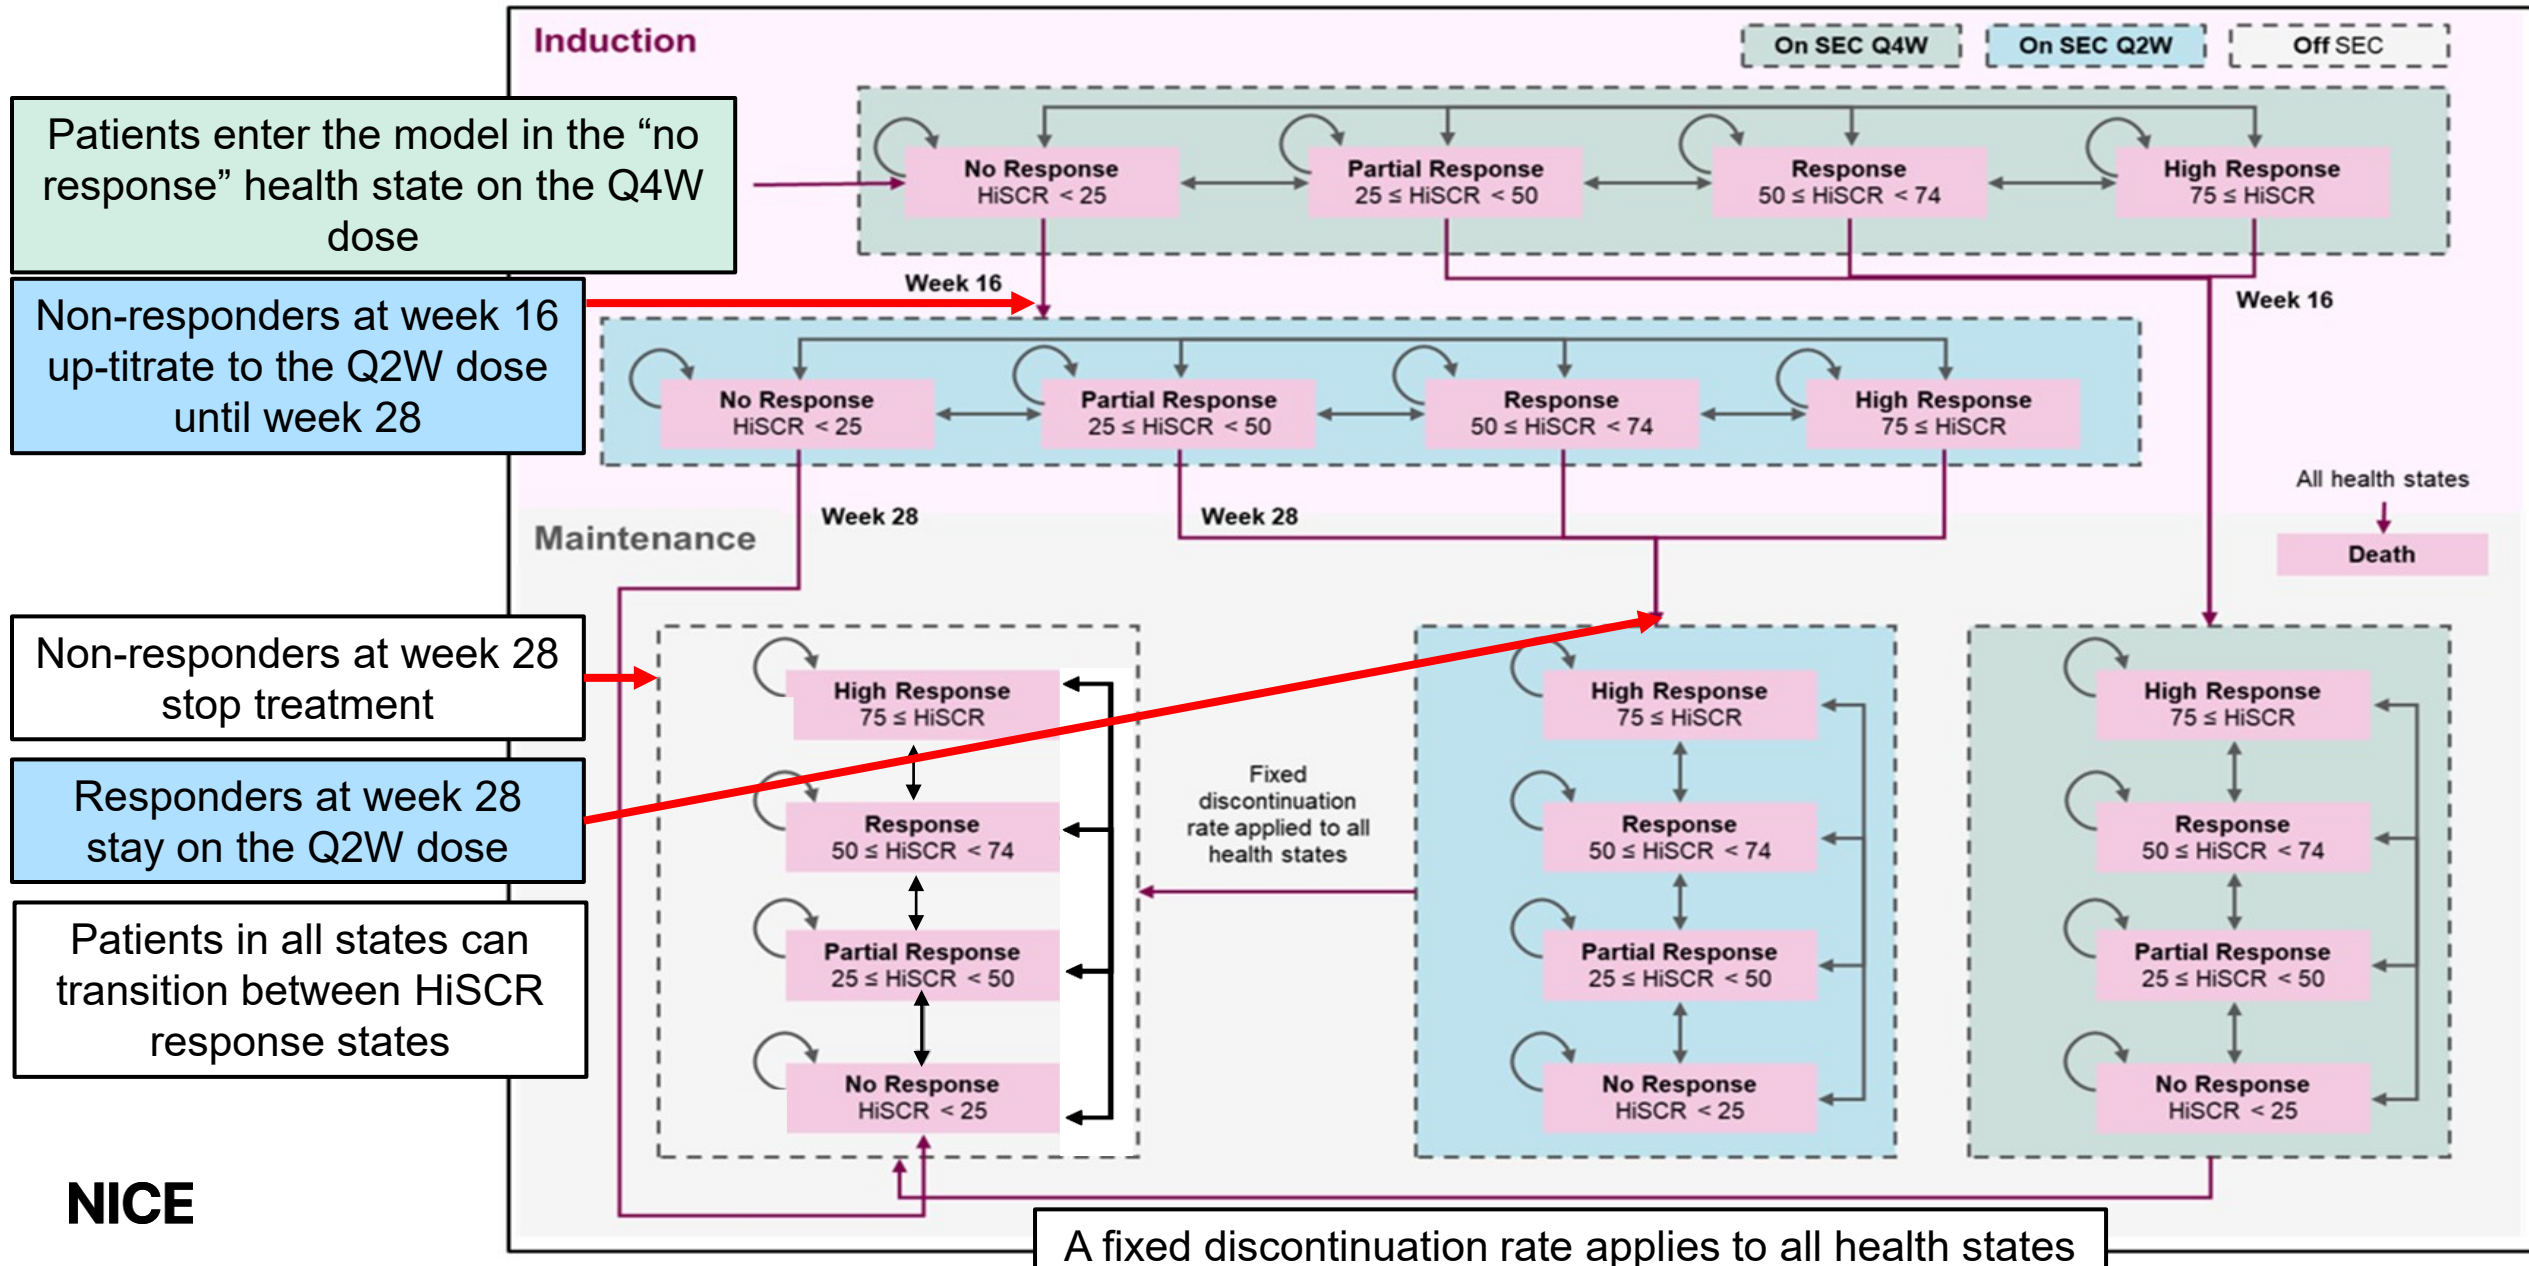 Induction
On SEC Q4W
On SEC Q2W
Off SEC
Patients enter the model in the “no
response” health state on the Q4W
dose
No Response
HiSCR < 25
Partial Response
25 ≤ HiSCR < 50
Response
50 ≤ HiSCR < 74
High Response
75 ≤ HiSCR
Week 16
Week 16
Non-responders at week 16
up-titrate to the Q2W dose
until week 28
No Response
HiSCR < 25
Partial Response
25 ≤ HiSCR < 50
Response
50 ≤ HiSCR < 74
High Response
75 ≤ HiSCR
Week 28
Week 28
All health states
Death
Maintenance
Non-responders at week 28
stop treatment
Responders at week 28
stay on the Q2W dose
Patients in all states can
transition between HiSCR
response states
High Response
75 ≤ HiSCR
Response
50 ≤ HiSCR < 74
Partial Response
25 ≤ HiSCR < 50
No Response
HiSCR < 25
Fixed
discontinuation
rate applied to all
health states
High Response
75 ≤ HiSCR
Response
50 ≤ HiSCR < 74
Partial Response
25 ≤ HiSCR < 50
No Response
HiSCR < 25
High Response
75 ≤ HiSCR
Response
50 ≤ HiSCR < 74
Partial Response
25 ≤ HiSCR < 50
No Response
HiSCR < 25
NICE
A fixed discontinuation rate applies to all health states